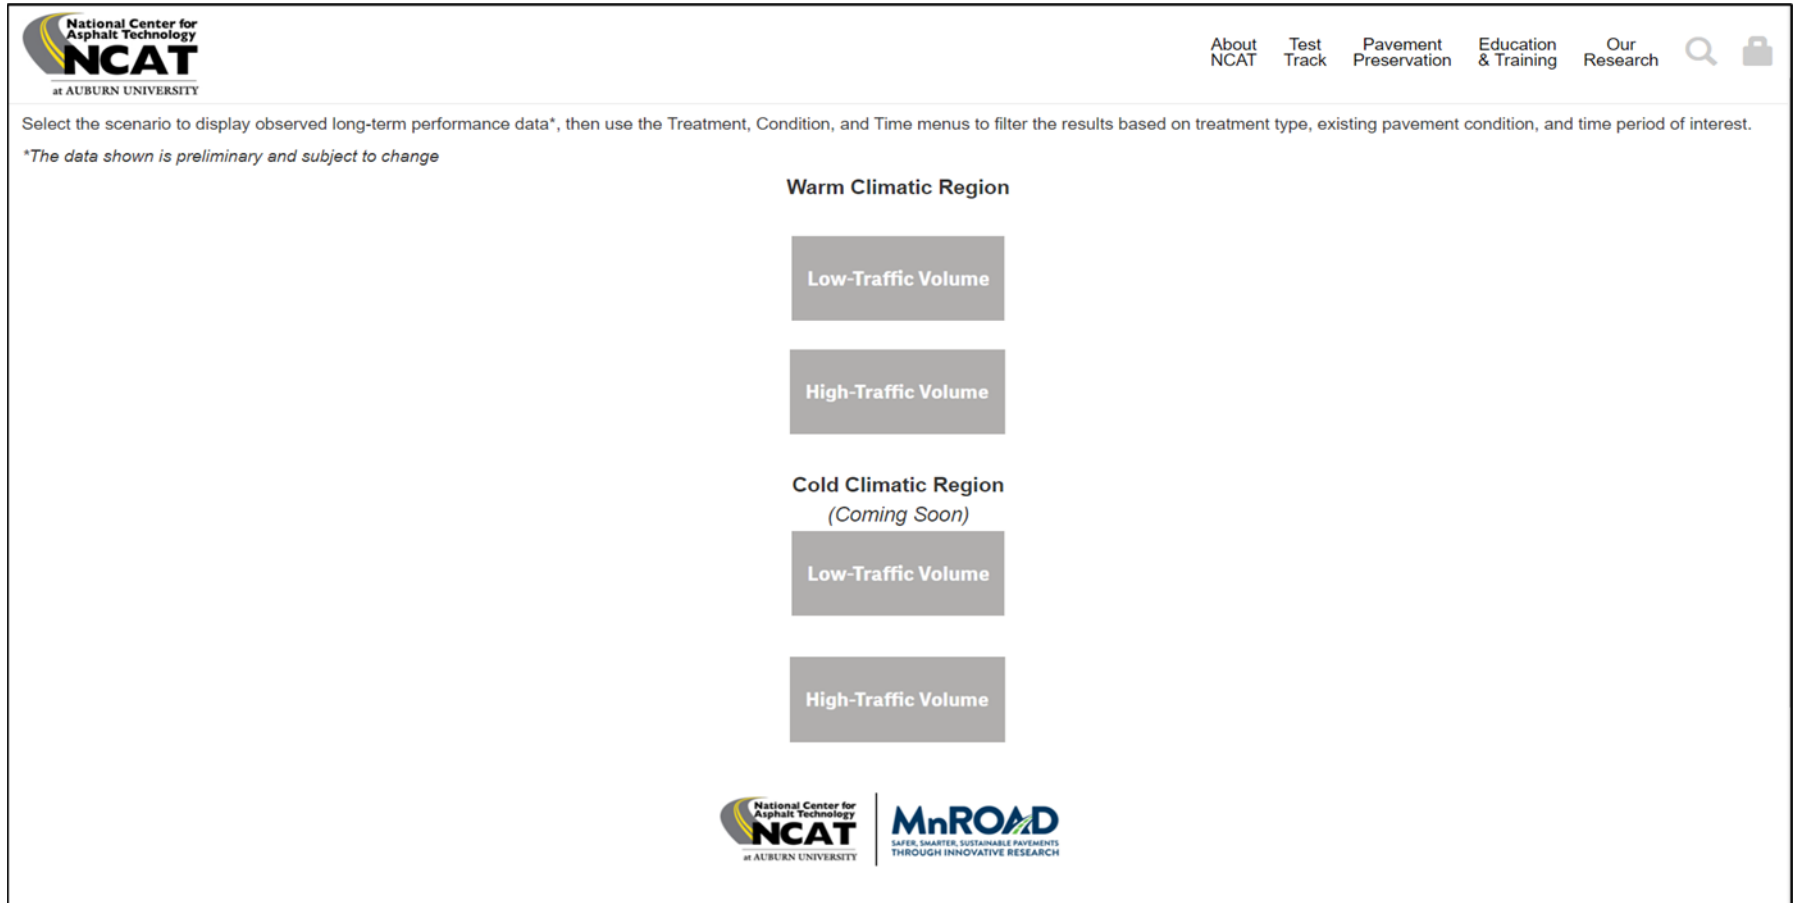 National Center for
Asphalt Technology
NCAT
at AUBURN UNIVERSITY
About NCAT
Test Track
Pavement Preservation
Education & Training
Our Research
Select the scenario to display observed long-term performance data*, then use the Treatment, Condition, and Time menus to filter the results based on treatment type, existing pavement condition, and time period of interest.
*The data shown is preliminary and subject to change
Warm Climatic Region
Low-Traffic Volume
High-Traffic Volume
Cold Climatic Region
(Coming Soon)
Low-Traffic Volume
High-Traffic Volume
National Center for
Asphalt Technology
NCAT
at AUBURN UNIVERSITY
MnROAD
SAFER, SMARTER, SUSTAINABLE PAVEMENTS
THROUGH INNOVATIVE RESEARCH